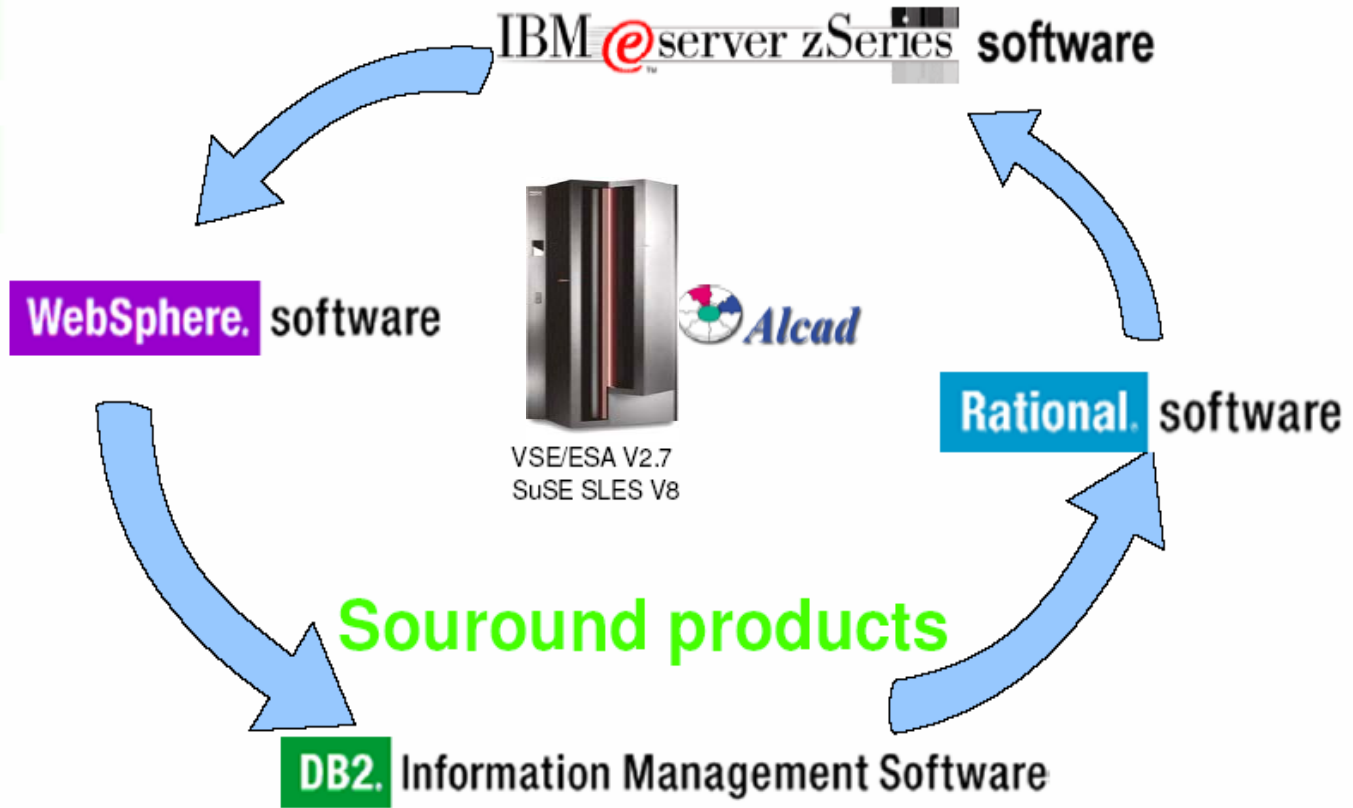 IBM eserver zSeries software
TM
WebSphere. software
Alcad
Rational. software
VSE/ESA V2.7
SuSE SLES V8
Souround products
DB2. Information Management Software